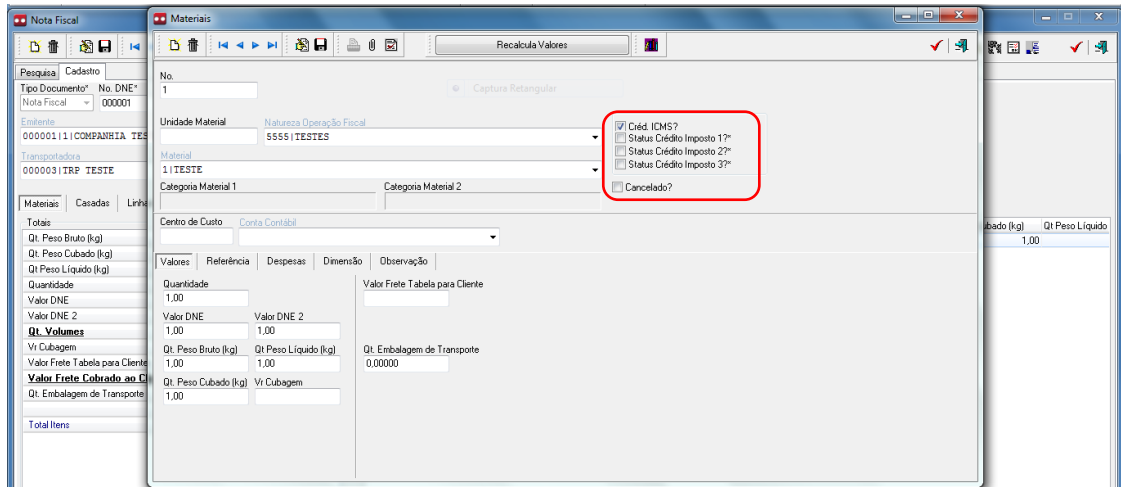 Nota Fiscal
Materiais
Recalcula Valores
Pesquisa Cadastro
Tipo Documento* No. DNE*
Nota Fiscal 000001
Emitente
000001|1|COMPANHIA TES
Transportadora
000003|TRP TESTE
Materiais Casadas Linha
Totais
Qt. Peso Bruto (kg)
Qt. Peso Cubado (kg)
Qt Peso Líquido (kg)
Quantidade
Valor DNE
Valor DNE 2
Qt. Volumes
Vr Cubagem
Valor Frete Tabela para Cliente
Valor Frete Cobrado ao Cl
Qt. Embalagem de Transporte
Total Itens
No.
1
Captura Retangular
Unidade Material Natureza Operação Fiscal
5555|TESTES
Material
1|TESTE
Categoria Material 1 Categoria Material 2
Créd. ICMS?
Status Crédito Imposto 1?*
Status Crédito Imposto 2?*
Status Crédito Imposto 3?*
Cancelado?
Centro de Custo Conta Contábil
Valores Referência Despesas Dimensão Observação
Quantidade Valor Frete Tabela para Cliente
1,00
Valor DNE Valor DNE 2
1,00 1,00
Qt. Peso Bruto (kg) Qt Peso Líquido (kg) Qt. Embalagem de Transporte
1,00 1,00 0,00000
Qt. Peso Cubado (kg) Vr Cubagem
1,00
ubado (kg) Qt Peso Líquido
1,00